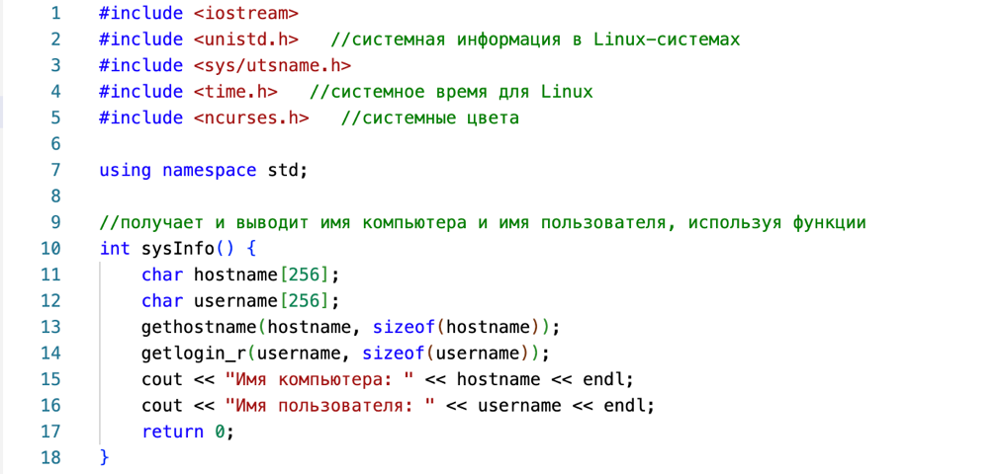 1 #include <iostream>
2 #include <unistd.h> //системная информация в Linux-системах
3 #include <sys/utsname.h>
4 #include <time.h> //системное время для Linux
5 #include <ncurses.h> //системные цвета
6
7 using namespace std;
8
9 //получает и выводит имя компьютера и имя пользователя, используя функции
10 int sysInfo() {
11 char hostname[256];
12 char username[256];
13 gethostname(hostname, sizeof(hostname));
14 getlogin_r(username, sizeof(username));
15 cout << "Имя компьютера: " << hostname << endl;
16 cout << "Имя пользователя: " << username << endl;
17 return 0;
18 }